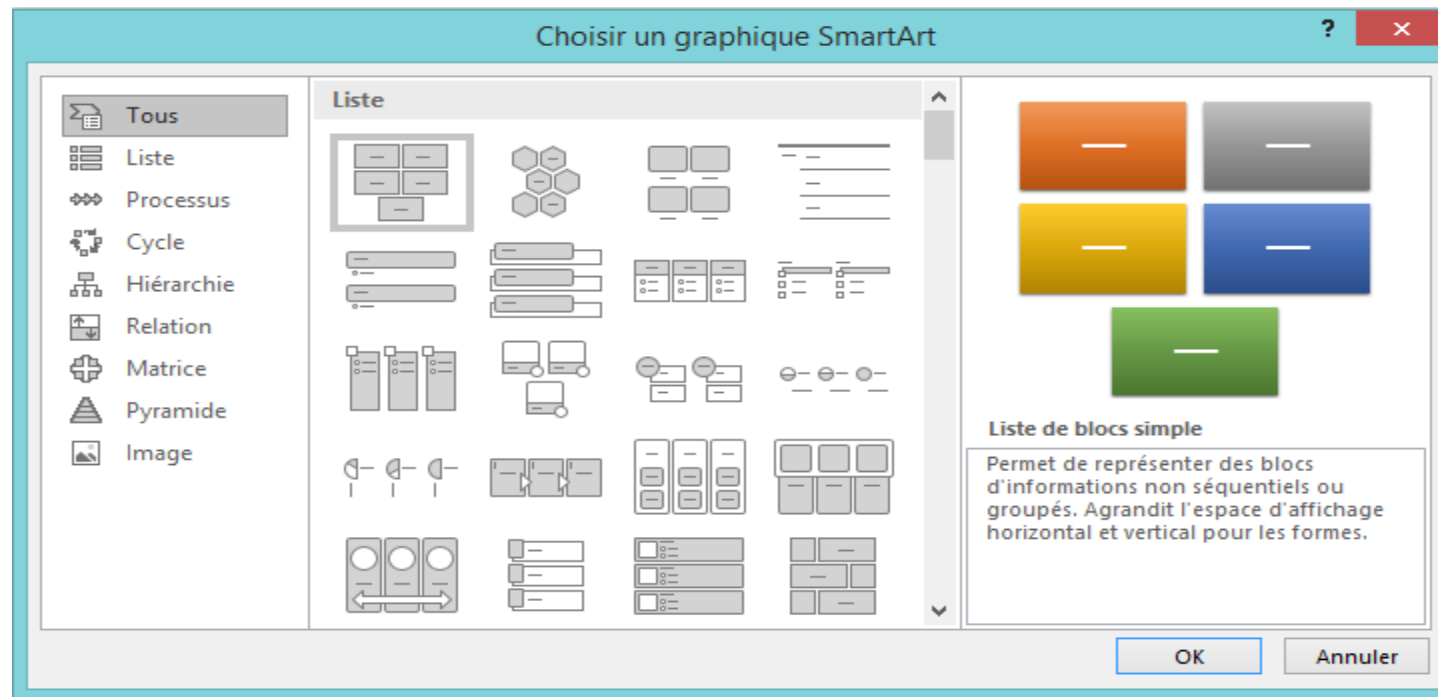 Choisir un graphique SmartArt
?
Tous
Liste
Processus
Cycle
Hiérarchie
Relation
Matrice
Pyramide
Image
Liste
Liste de blocs simple
Permet de représenter des blocs
d'informations non séquentiels ou
groupés. Agrandit l'espace d'affichage
horizontal et vertical pour les formes.
OK
Annuler